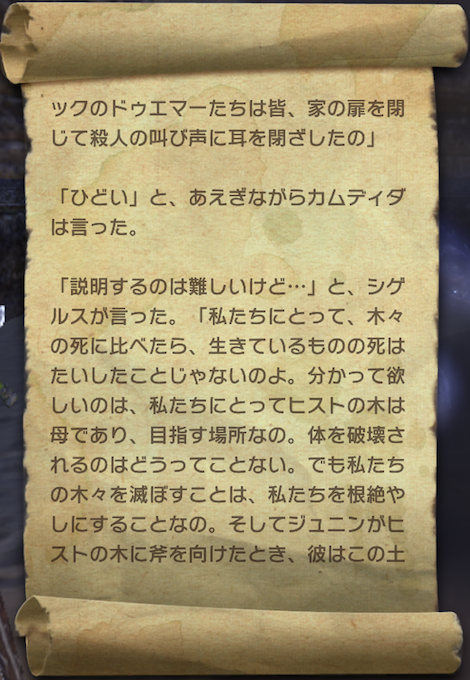 ックのドゥエマーたちは皆、家の扉を閉
じて殺人の叫び声に耳を閉ざしたの」
「ひどい」と、あえぎながらカムディダ
は言った。
「説明するのは難しいけど…」と、シゲ
ルスが言った。「私たちにとって、木々
の死に比べたら、生きているものの死は
たいしたことじゃないのよ。分かって欲
しいのは、私たちにとってヒストの木は
母であり、目指す場所なの。体を破壊さ
れるのはどうってことない。でも私たち
の木々を滅ぼすことは、私たちを根絶や
しにすることなの。そしてジュニンがヒ
ストの木に斧を向けたとき、彼はこの土